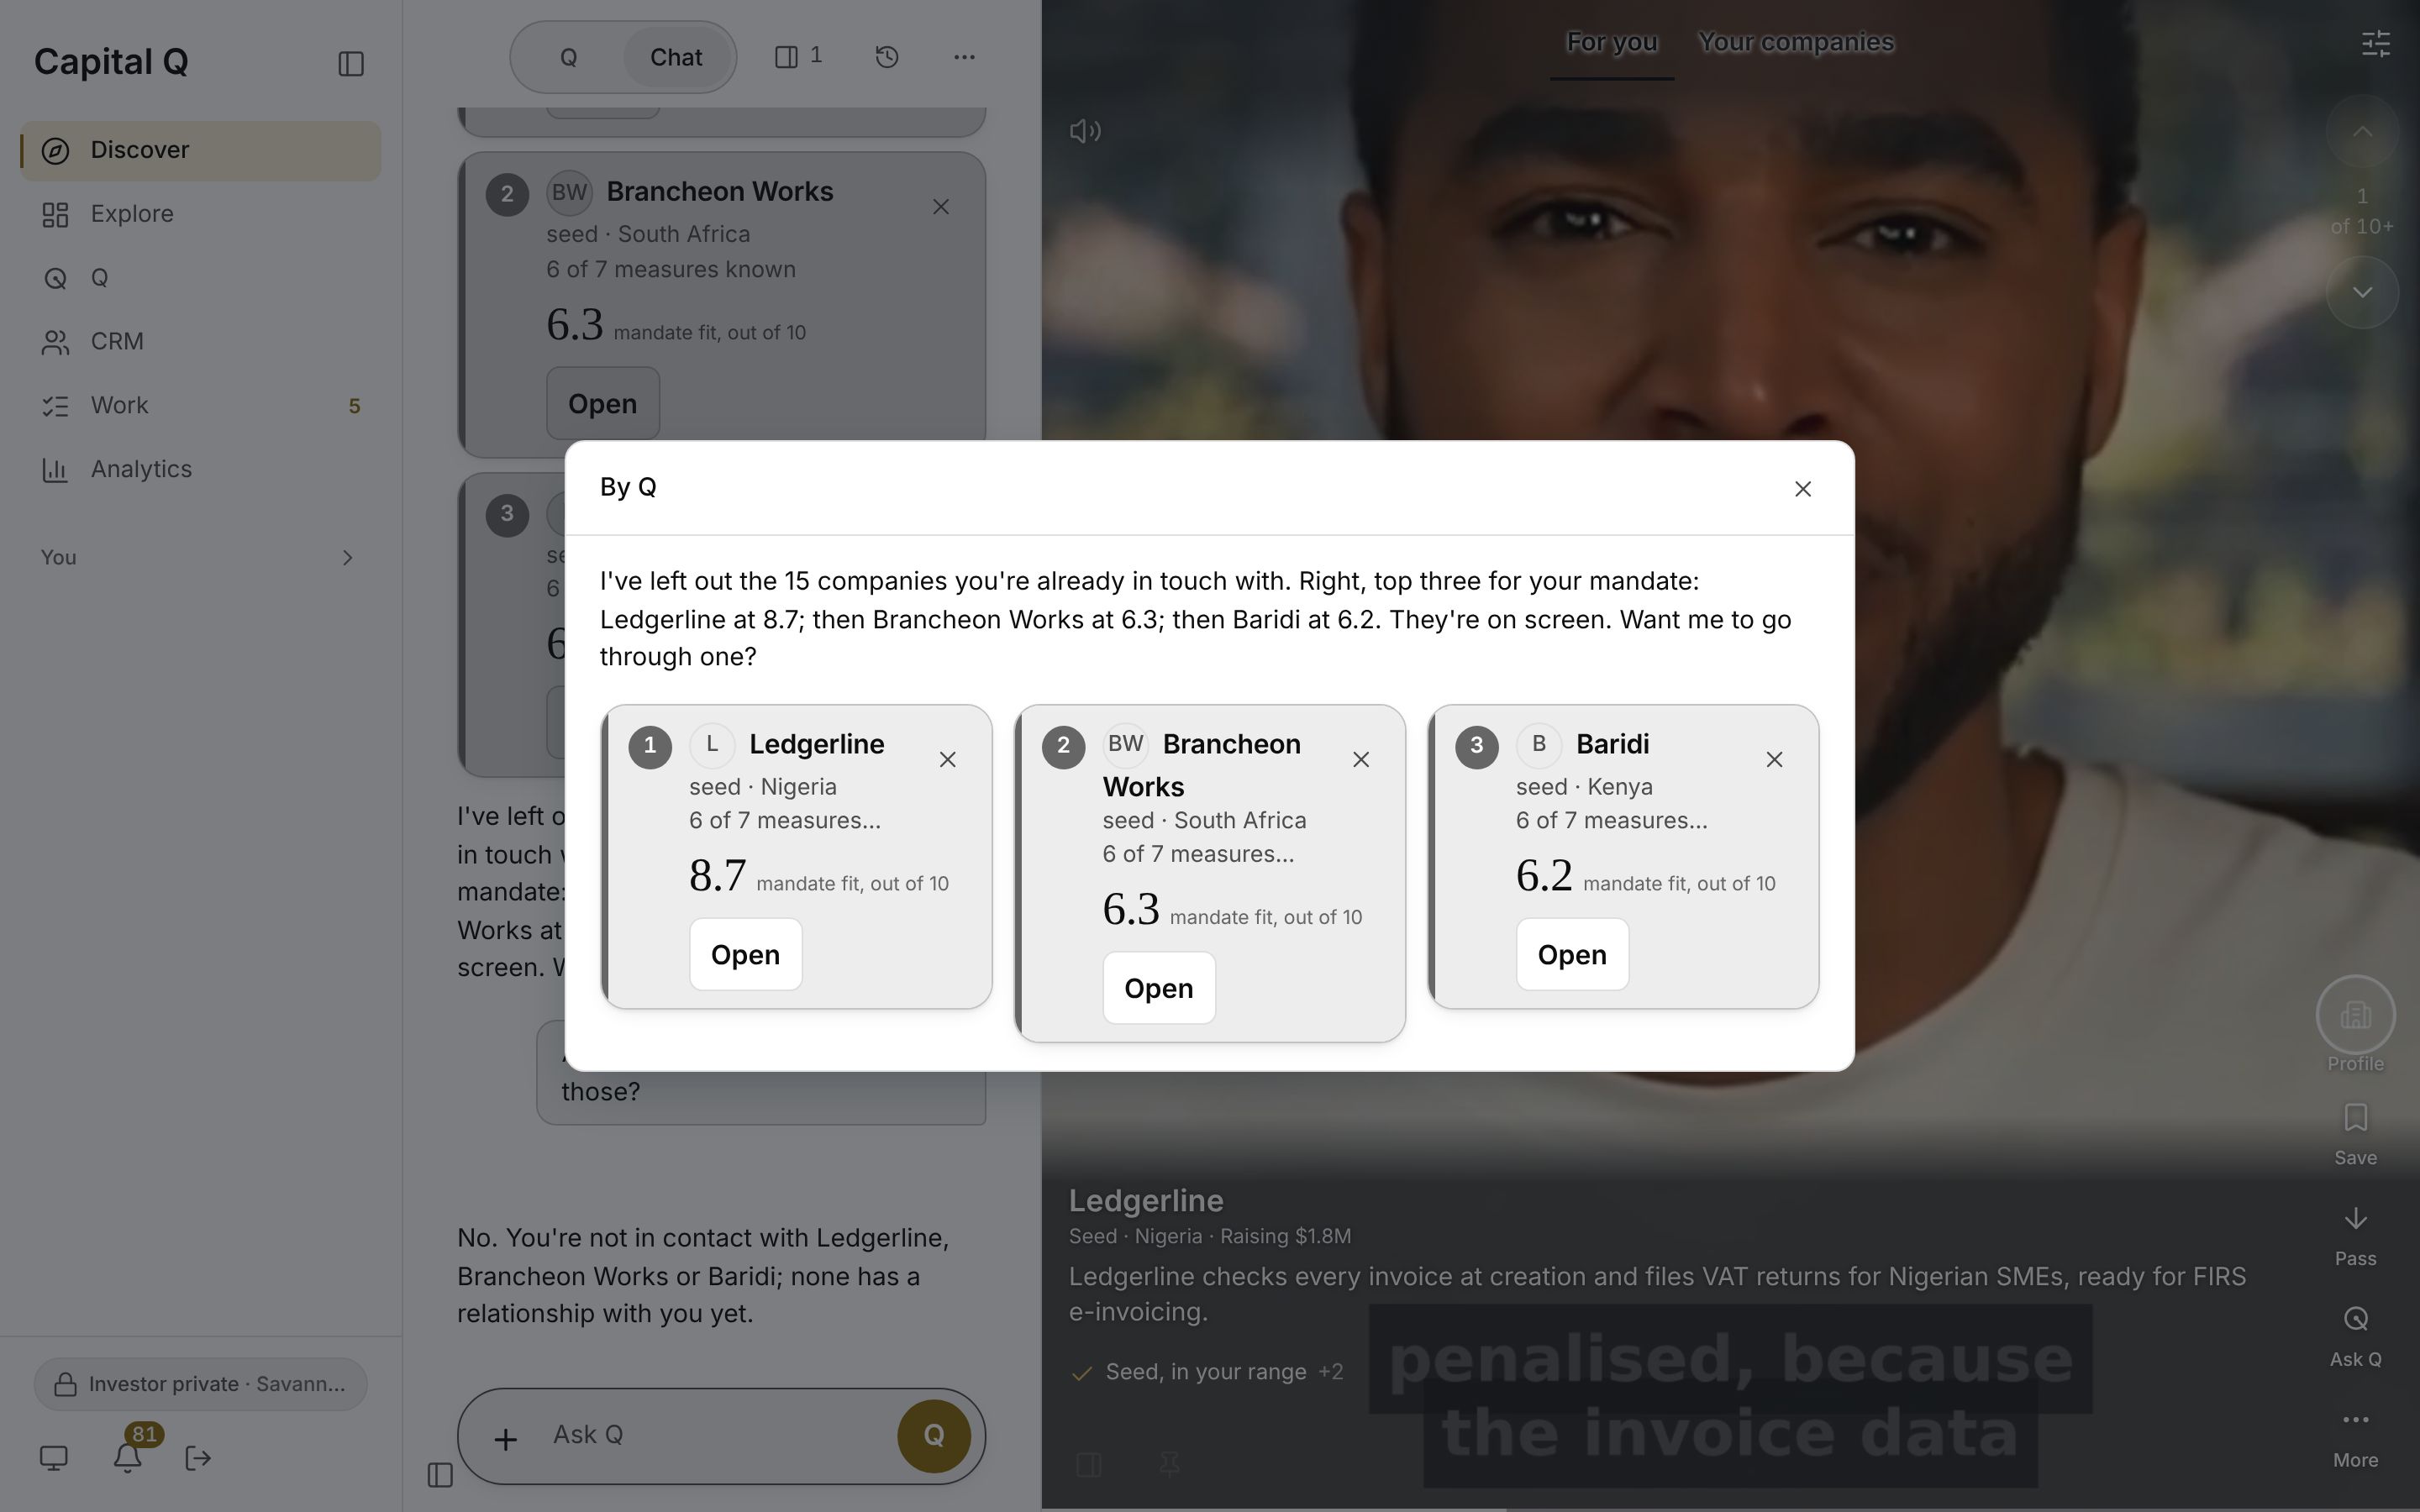 Capital Q
Discover
Explore
Q
CRM
Work 5
Analytics
You
Investor private · Savann...
81
Q Chat 1
2 BW Brancheon Works
seed · South Africa
6 of 7 measures known
6.3 mandate fit, out of 10
Open
3
se
6
6
I've left o
in touch
mandate:
Works at
screen. W
those?
No. You're not in contact with Ledgerline,
Brancheon Works or Baridi; none has a
relationship with you yet.
Ask Q
Q
By Q
I've left out the 15 companies you're already in touch with. Right, top three for your mandate:
Ledgerline at 8.7; then Brancheon Works at 6.3; then Baridi at 6.2. They're on screen. Want me to go
through one?
1 L Ledgerline
seed · Nigeria
6 of 7 measures...
8.7 mandate fit, out of 10
Open
2 BW Brancheon
Works
seed · South Africa
6 of 7 measures...
6.3 mandate fit, out of 10
Open
3 B Baridi
seed · Kenya
6 of 7 measures...
6.2 mandate fit, out of 10
Open
For you Your companies
1
of 10+
Profile
Save
Pass
Ask Q
More
Ledgerline
Seed · Nigeria · Raising $1.8M
Ledgerline checks every invoice at creation and files VAT returns for Nigerian SMEs, ready for FIRS
e-invoicing.
Seed, in your range +2
penalised, because
the invoice data